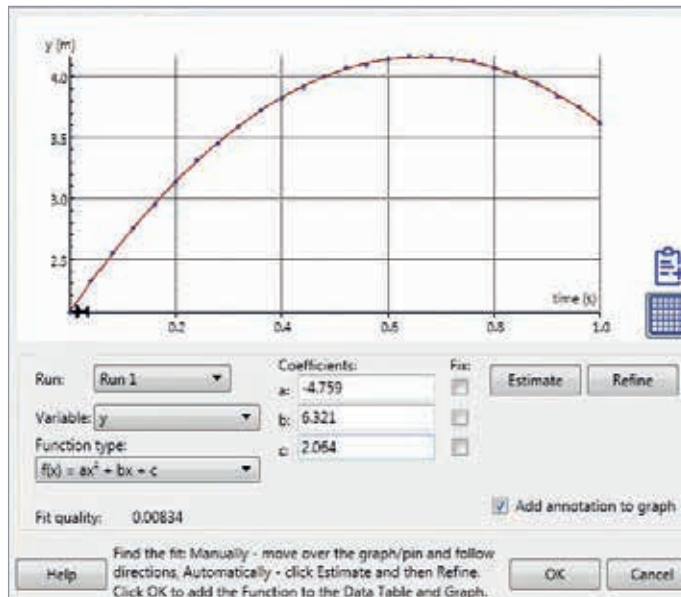 y (m)
4.0
3.5
3.0
2.5
time (s)
0.2 0.4 0.6 0.8 1.0
Coefficients: Fix:
Run: Run 1 a: -4.759 Estimate Refine
Variable: y b: 6.321
Function type: c: 2.064
f(x) = ax² + bx + c
Fit quality: 0.00834 Add annotation to graph
Find the fit: Manually - move over the graph/pin and follow
Help directions, Automatically - click Estimate and then Refine. OK Cancel
Click OK to add the Function to the Data Table and Graph.